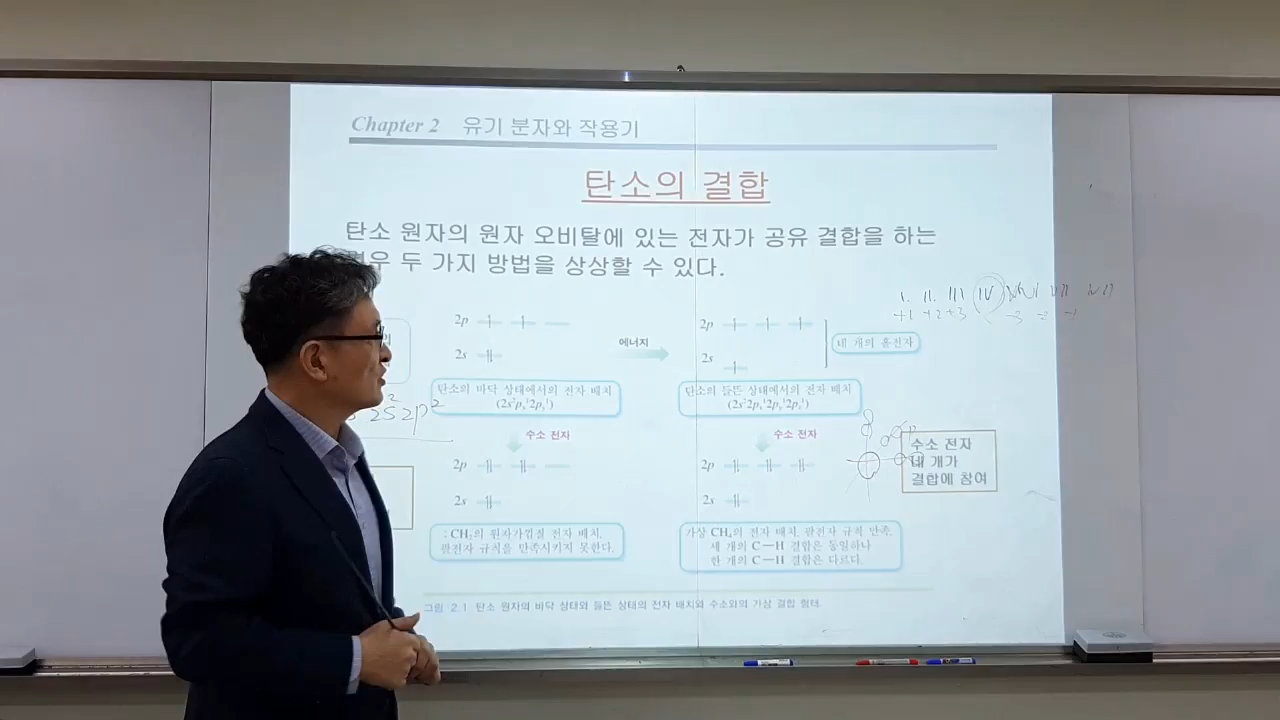 Chapter 2 유기 분자와 작용기
탄소의 결합
탄소 원자의 원자 오비탈에 있는 전자가 공유 결합을 하는
두 가지 방법을 상상할 수 있다.
I II III IV
+1 +2 +3 -3 -2 -1
2p
2s
에너지
2p
2s
네 개의 홀전자
탄소의 바닥 상태에서의 전자 배치
(2s²2pₓ¹2pᵧ¹)
탄소의 들뜬 상태에서의 전자 배치
2s²2p²
수소 전자
수소 전자
2p
2s
2p
2s
수소 전자
네 개가
결합에 참여
: CH₂의 원자가껍질 전자 배치.
팔전자 규칙을 만족시키지 못한다.
가상 CH₄의 전자 배치. 팔전자 규칙 만족.
세 개의 C—H 결합은 동일하나
한 개의 C—H 결합은 다르다.
그림 2.1 탄소 원자의 바닥 상태와 들뜬 상태의 전자 배치와 수소와의 가상 결합 형태.